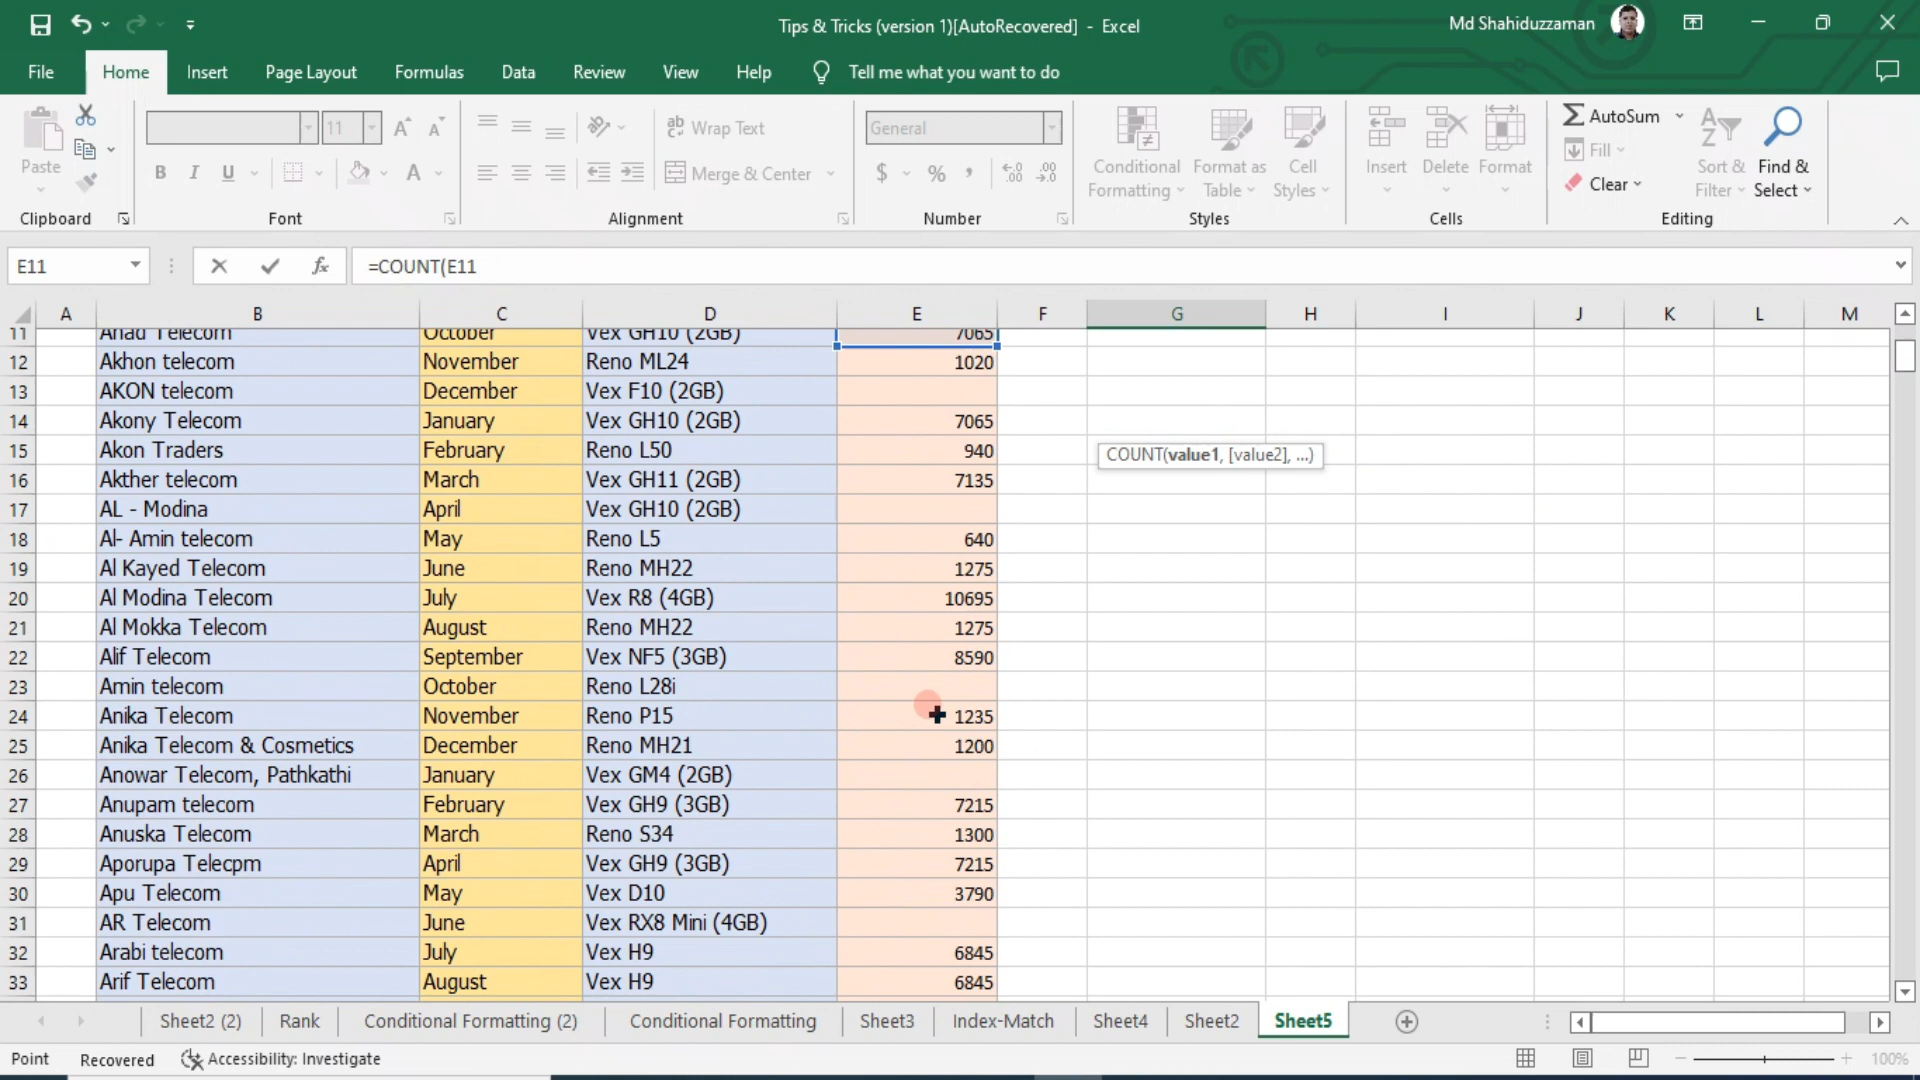 Tips & Tricks (version 1)[AutoRecovered] - Excel
Md Shahiduzzaman
File Home Insert Page Layout Formulas Data Review View Help Tell me what you want to do
Paste
Clipboard
11
B I U
Font
Wrap Text
Merge & Center
Alignment
General
$ % ,
Number
Conditional Formatting
Format as Table
Cell Styles
Styles
Insert
Delete
Format
Cells
AutoSum
Fill
Clear
Sort & Filter
Find & Select
Editing
E11 fx =COUNT(E11
A B C D E F G H I J K L M
11 Ahad Telecom October Vex GH10 (2GB) 7065
12 Akhon telecom November Reno ML24 1020
13 AKON telecom December Vex F10 (2GB)
14 Akony Telecom January Vex GH10 (2GB) 7065
15 Akon Traders February Reno L50 940
COUNT(value1, [value2], ...)
16 Akther telecom March Vex GH11 (2GB) 7135
17 AL - Modina April Vex GH10 (2GB)
18 Al- Amin telecom May Reno L5 640
19 Al Kayed Telecom June Reno MH22 1275
20 Al Modina Telecom July Vex R8 (4GB) 10695
21 Al Mokka Telecom August Reno MH22 1275
22 Alif Telecom September Vex NF5 (3GB) 8590
23 Amin telecom October Reno L28i
24 Anika Telecom November Reno P15 1235
25 Anika Telecom & Cosmetics December Reno MH21 1200
26 Anowar Telecom, Pathkathi January Vex GM4 (2GB)
27 Anupam telecom February Vex GH9 (3GB) 7215
28 Anuska Telecom March Reno S34 1300
29 Aporupa Telecpm April Vex GH9 (3GB) 7215
30 Apu Telecom May Vex D10 3790
31 AR Telecom June Vex RX8 Mini (4GB)
32 Arabi telecom July Vex H9 6845
33 Arif Telecom August Vex H9 6845
Sheet2 (2) Rank Conditional Formatting (2) Conditional Formatting Sheet3 Index-Match Sheet4 Sheet2 Sheet5
Point Recovered Accessibility: Investigate 100%